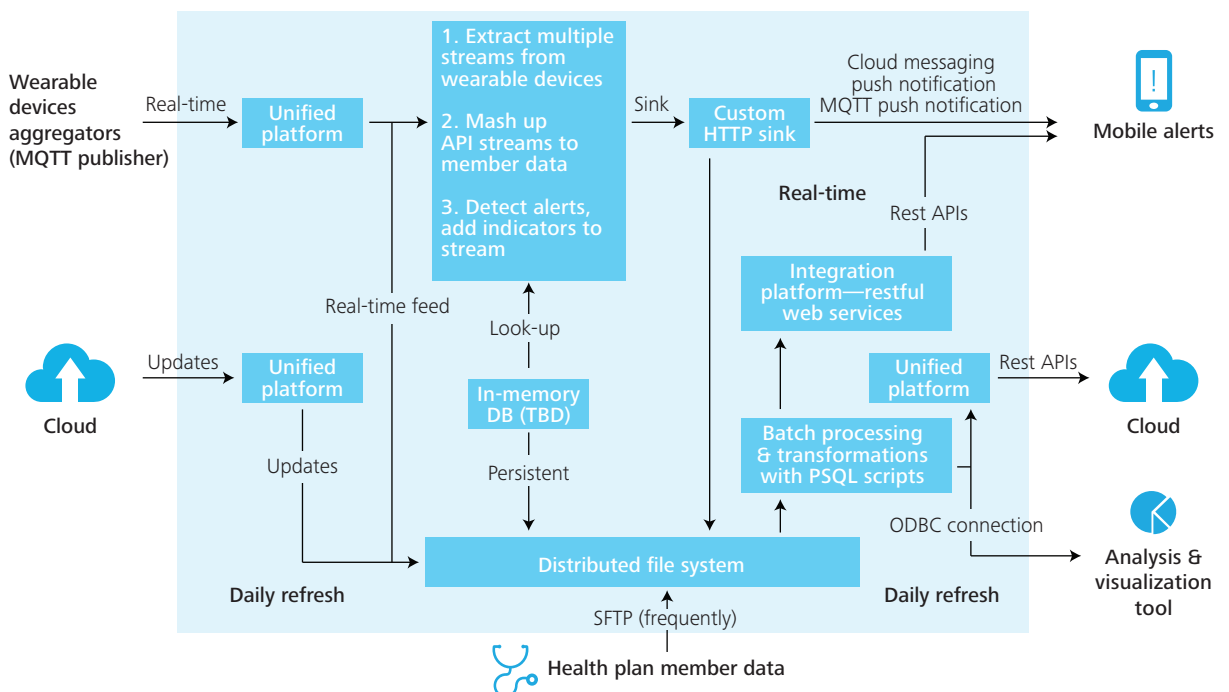 Wearable
devices
aggregators
(MQTT publisher)
Real-time
Unified
platform
1. Extract multiple
streams from
wearable devices
2. Mash up
API streams to
member data
3. Detect alerts,
add indicators to
stream
Sink
Custom
HTTP sink
Cloud messaging
push notification
MQTT push notification
!
Mobile alerts
Real-time
Rest APIs
Integration
platform—restful
web services
Real-time feed
Look-up
Cloud
Updates
Unified
platform
Updates
In-memory
DB (TBD)
Persistent
Unified
platform
Rest APIs
Cloud
Batch processing
& transformations
with PSQL scripts
ODBC connection
Analysis &
visualization
tool
Distributed file system
Daily refresh
Daily refresh
SFTP (frequently)
Health plan member data